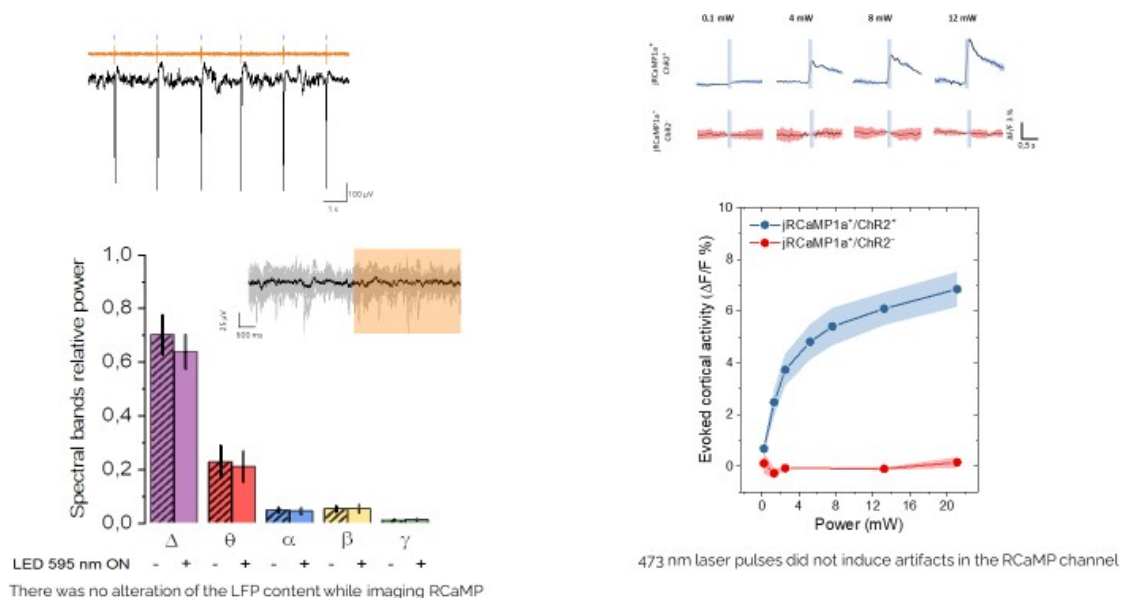 100 µV
1 s
1,0
0,8
0,6
0,4
0,2
0,0
Spectral bands relative power
25 µV
500 ms
Δ θ α β γ
LED 595 nm ON - + - + - + - + - +
There was no alteration of the LFP content while imaging RCaMP
0.1 mW 4 mW 8 mW 12 mW
jRCaMP1a⁺
ChR2⁺
jRCaMP1a⁺
ChR2⁻
ΔF/F 3 %
0,5 s
10
8
6
4
2
0
Evoked cortical activity (ΔF/F %)
jRCaMP1a⁺/ChR2⁺
jRCaMP1a⁺/ChR2⁻
0 4 8 12 16 20
Power (mW)
473 nm laser pulses did not induce artifacts in the RCaMP channel